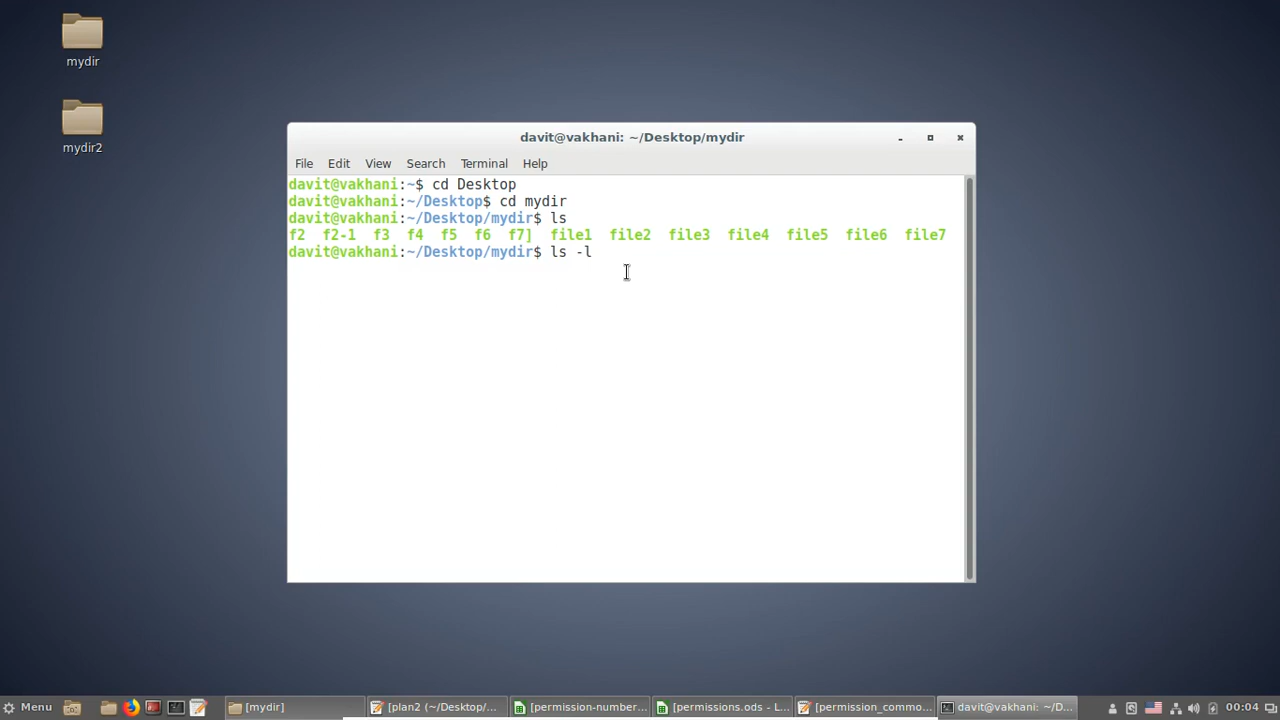 mydir
mydir2
davit@vakhani: ~/Desktop/mydir
File Edit View Search Terminal Help
davit@vakhani:~$ cd Desktop
davit@vakhani:~/Desktop$ cd mydir
davit@vakhani:~/Desktop/mydir$ ls
f2 f2-1 f3 f4 f5 f6 f7] file1 file2 file3 file4 file5 file6 file7
davit@vakhani:~/Desktop/mydir$ ls -l
Menu [mydir] [plan2 (~/Desktop/... [permission-number... [permissions.ods - L... [permission_commo... davit@vakhani: ~/D... 00:04